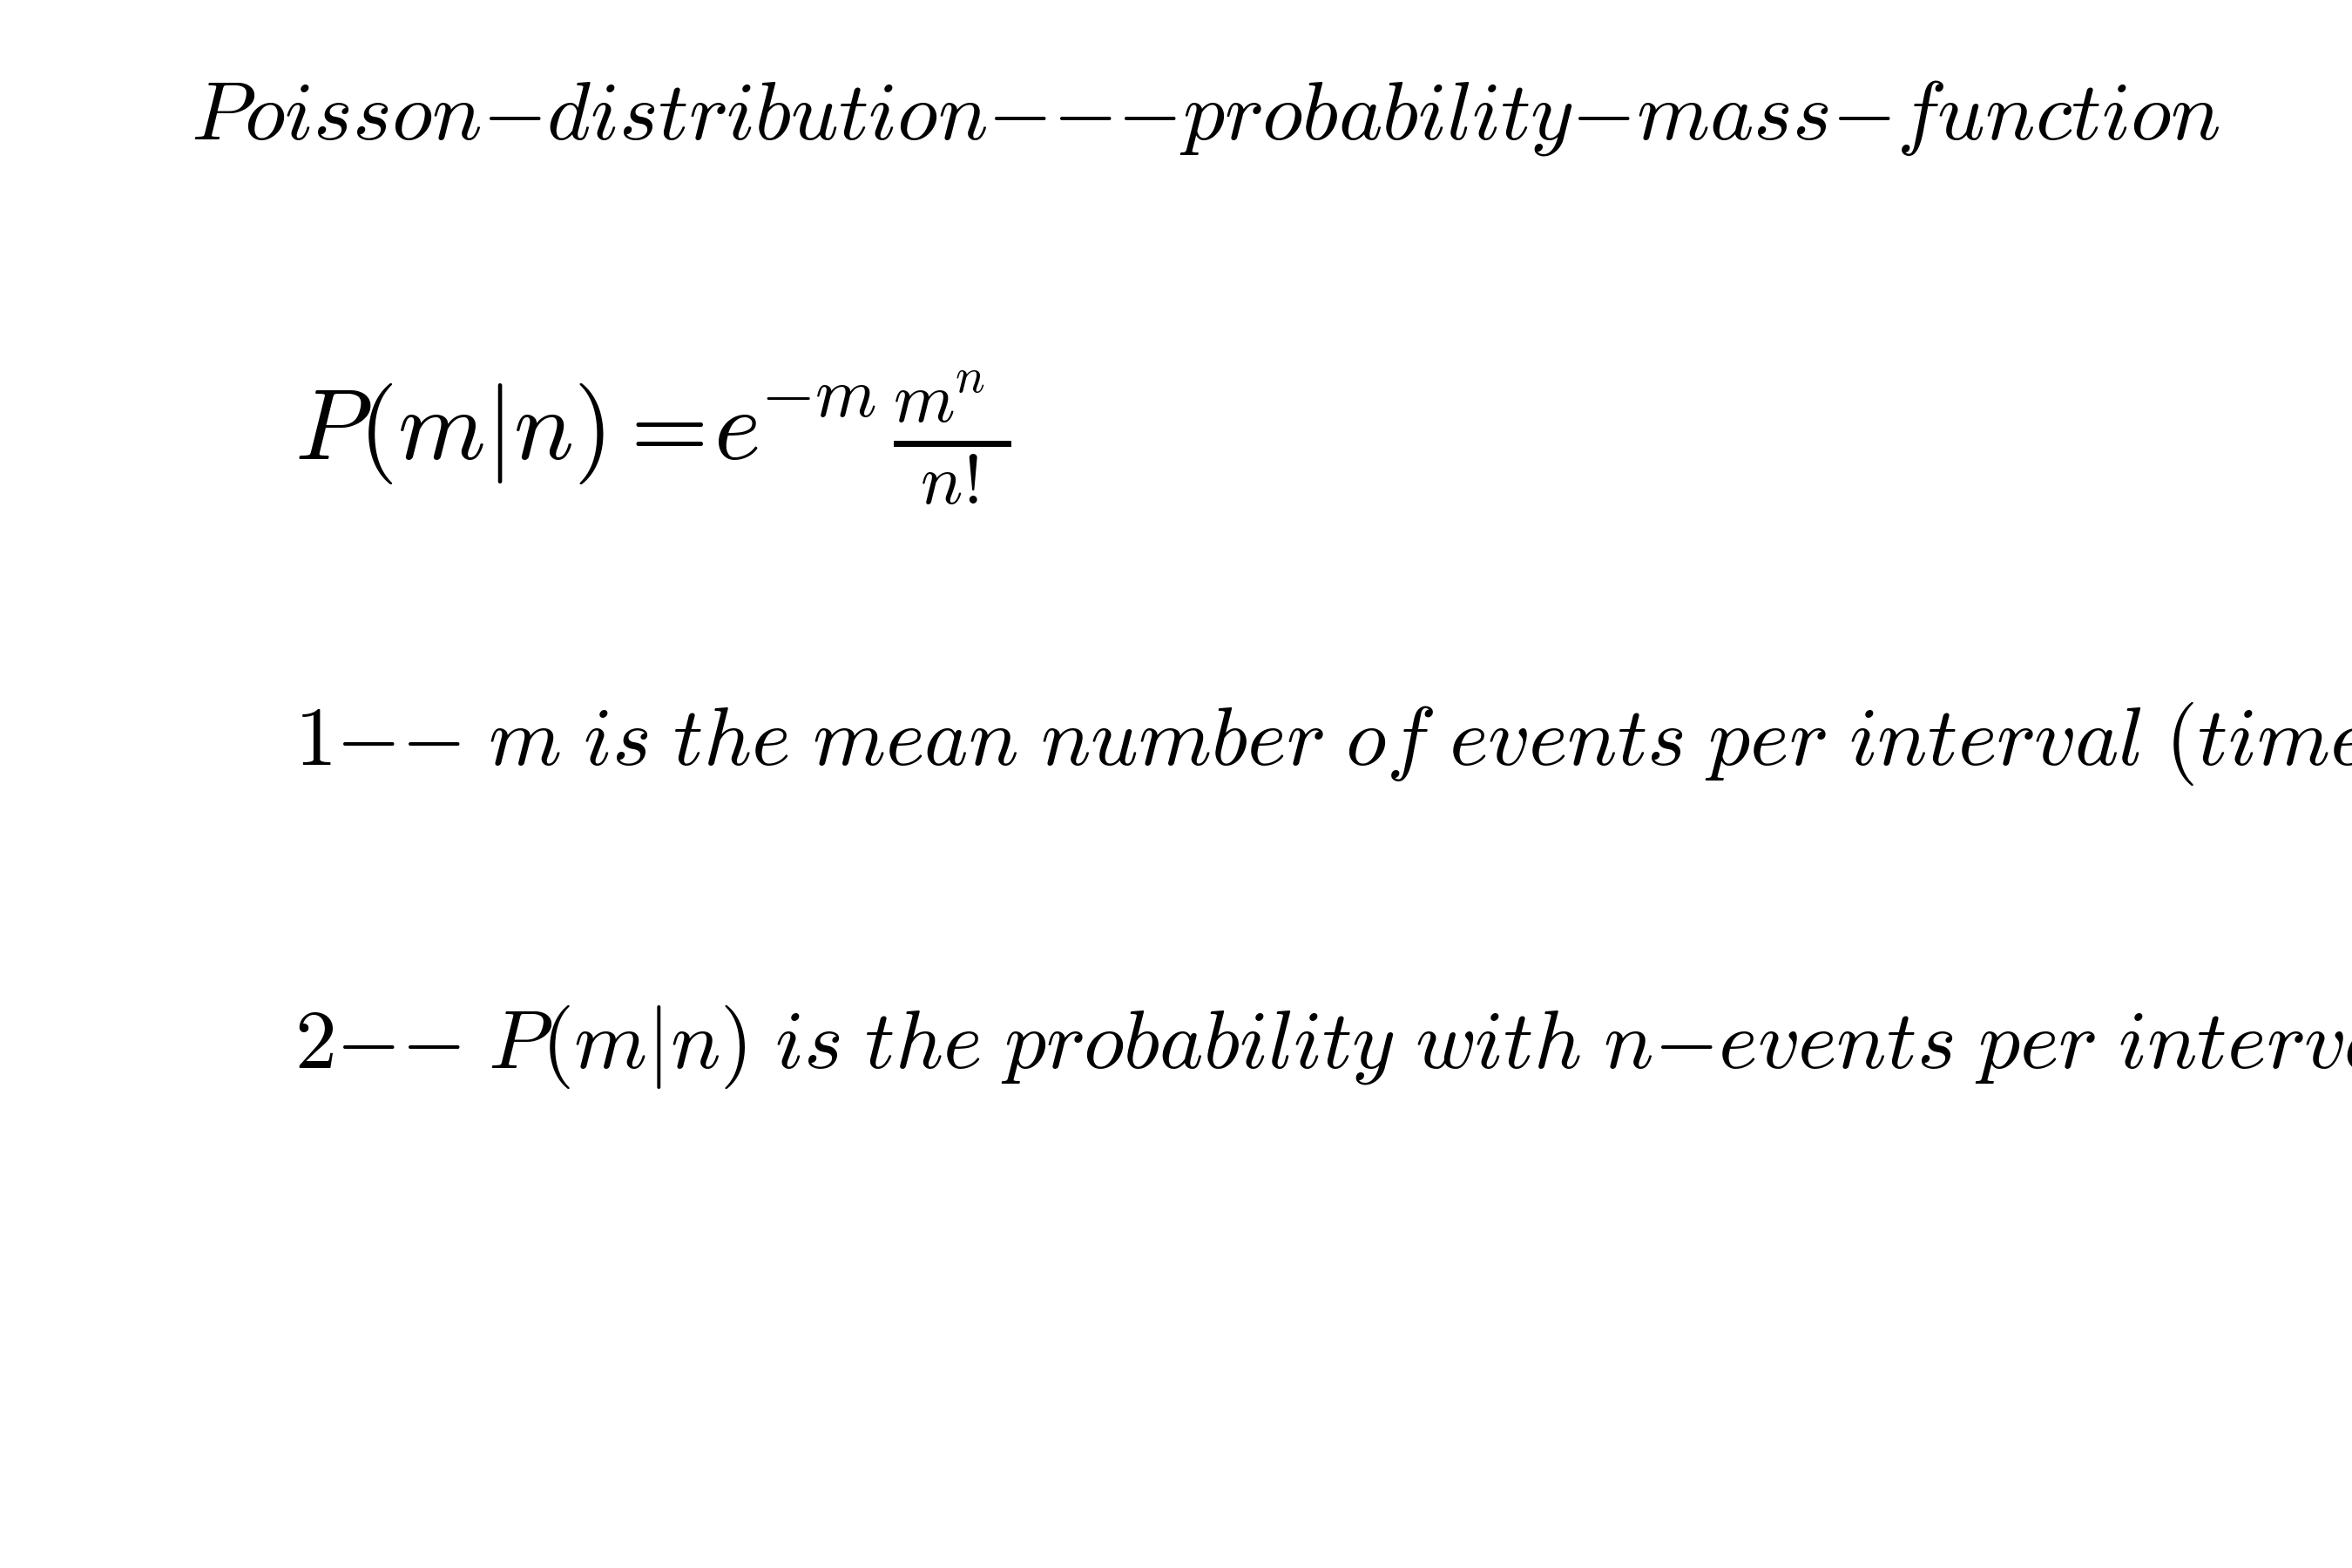 Poisson−distribution−−−probability−mass−function
P(m|n) = e^{−m} \frac{m^n}{n!}
1−− m is the mean number of events per interval (time
2−− P(m|n) is the probability with n−events per